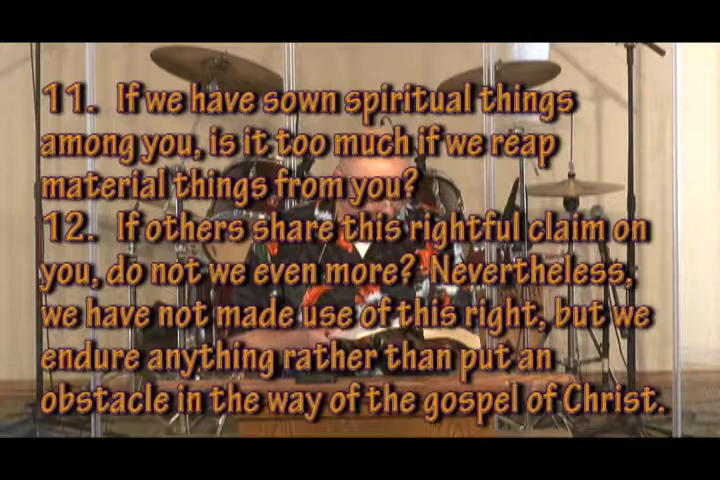 11.  If we have sown spiritual things
among you, is it too much if we reap
material things from you?
12.  If others share this rightful claim on
you, do not we even more? Nevertheless,
we have not made use of this right, but we
endure anything rather than put an
obstacle in the way of the gospel of Christ.